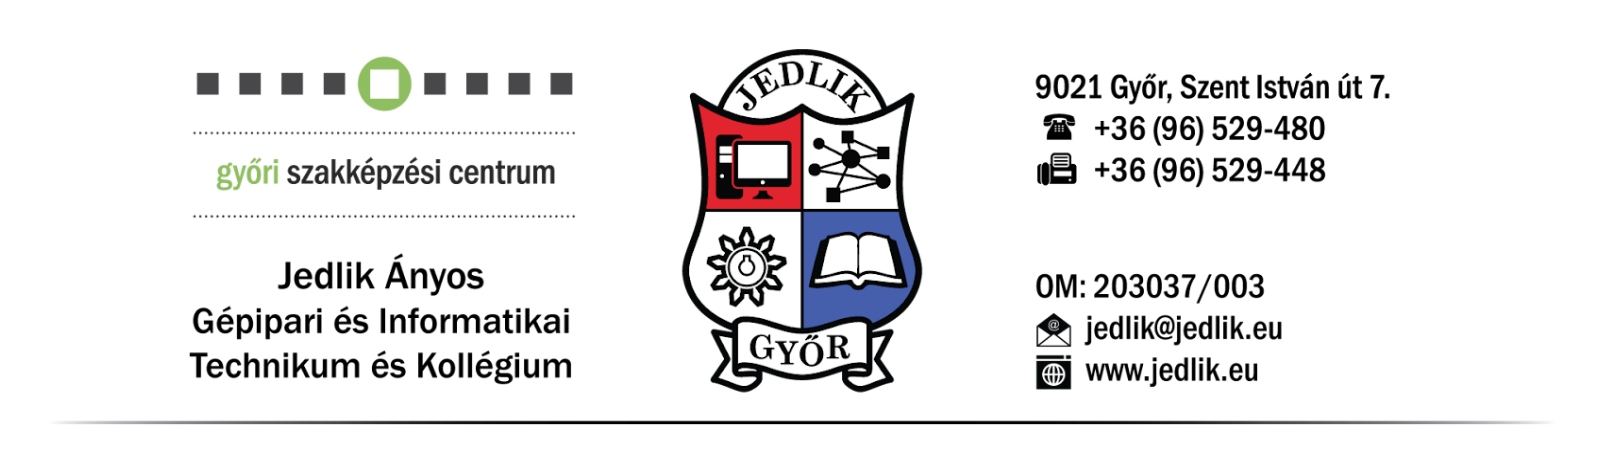 győri szakképzési centrum
Jedlik Ányos
Gépipari és Informatikai
Technikum és Kollégium
JEDLIK
GYŐR
9021 Győr, Szent István út 7.
+36 (96) 529-480
+36 (96) 529-448
OM: 203037/003
jedlik@jedlik.eu
www.jedlik.eu